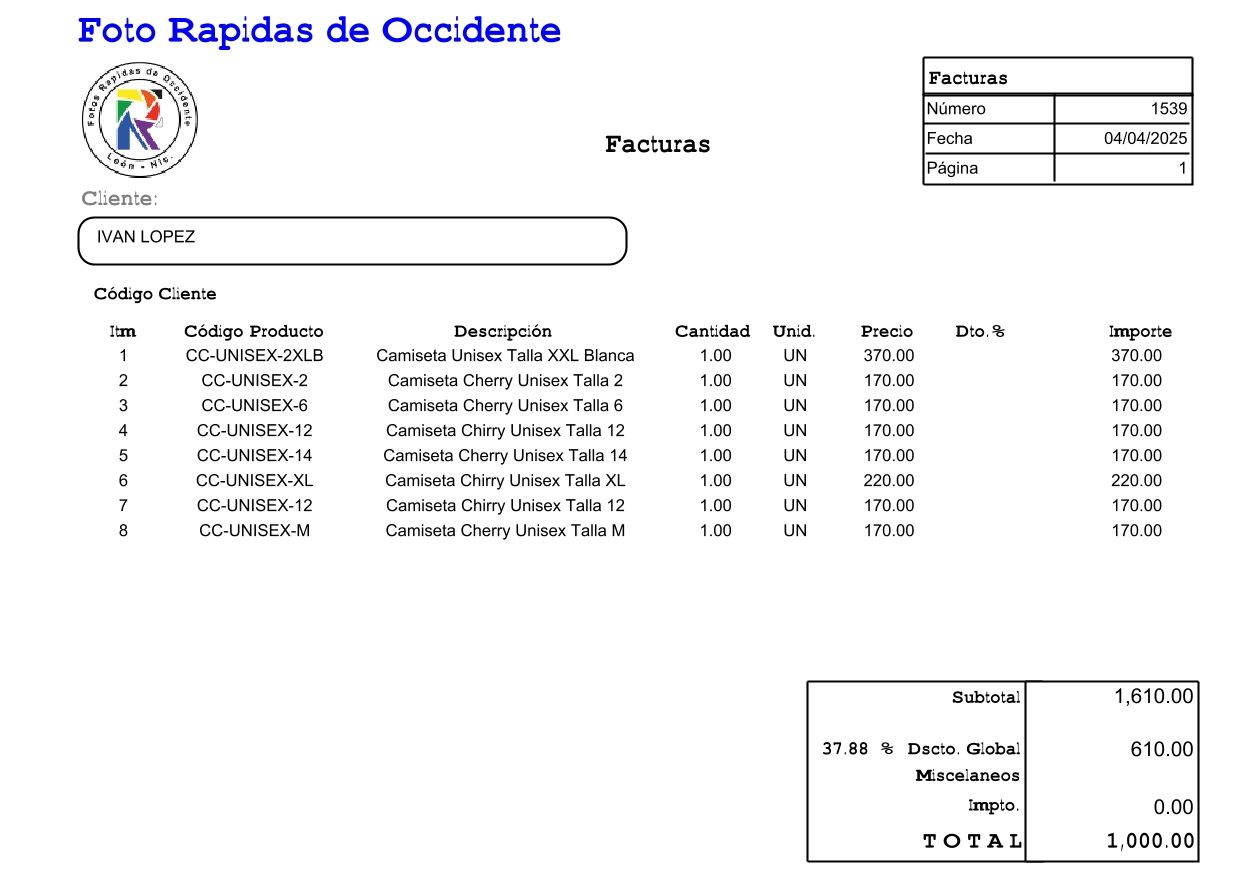 Foto Rapidas de Occidente
Fotos Rapidas de Occidente
León - Nic.
Facturas
Facturas
Número 1539
Fecha 04/04/2025
Página 1
Cliente:
IVAN LOPEZ
Código Cliente
Itm Código Producto Descripción Cantidad Unid. Precio Dto.% Importe
1 CC-UNISEX-2XLB Camiseta Unisex Talla XXL Blanca 1.00 UN 370.00 370.00
2 CC-UNISEX-2 Camiseta Cherry Unisex Talla 2 1.00 UN 170.00 170.00
3 CC-UNISEX-6 Camiseta Cherry Unisex Talla 6 1.00 UN 170.00 170.00
4 CC-UNISEX-12 Camiseta Chirry Unisex Talla 12 1.00 UN 170.00 170.00
5 CC-UNISEX-14 Camiseta Cherry Unisex Talla 14 1.00 UN 170.00 170.00
6 CC-UNISEX-XL Camiseta Chirry Unisex Talla XL 1.00 UN 220.00 220.00
7 CC-UNISEX-12 Camiseta Chirry Unisex Talla 12 1.00 UN 170.00 170.00
8 CC-UNISEX-M Camiseta Cherry Unisex Talla M 1.00 UN 170.00 170.00
Subtotal 1,610.00
37.88 % Dscto. Global 610.00
Miscelaneos
Impto. 0.00
TOTAL 1,000.00